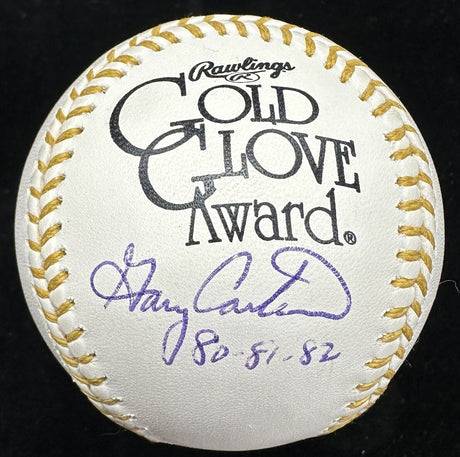 Rawlings
®
GOLD
GLOVE
Award®
Gary Carter
80-81-82